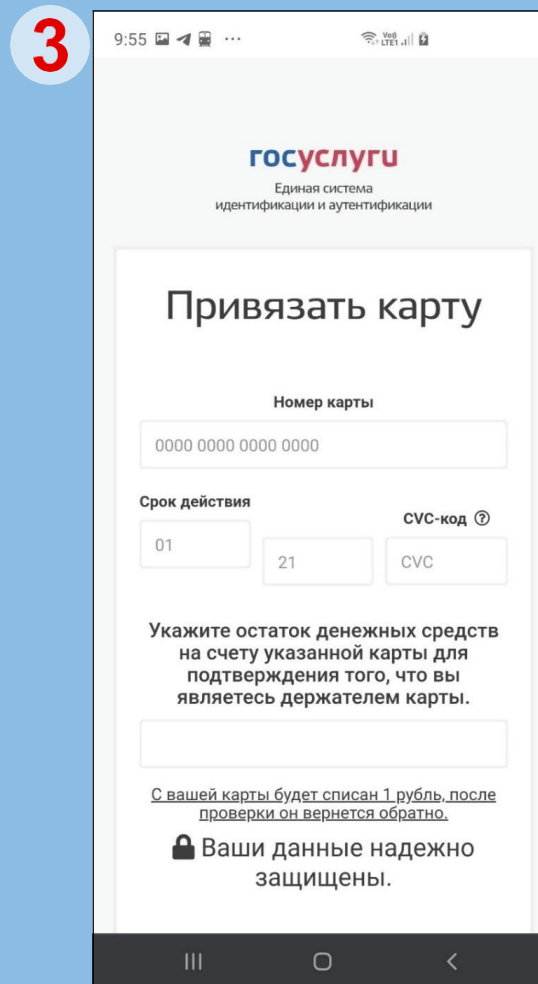 3
9:55 ...
Vo))
LTE1
госуслуги
Единая система
идентификации и аутентификации
Привязать карту
Номер карты
0000 0000 0000 0000
Срок действия
CVC-код ?
01
21
CVC
Укажите остаток денежных средств
на счету указанной карты для
подтверждения того, что вы
являетесь держателем карты.
С вашей карты будет списан 1 рубль, после
проверки он вернется обратно.
Ваши данные надежно
защищены.